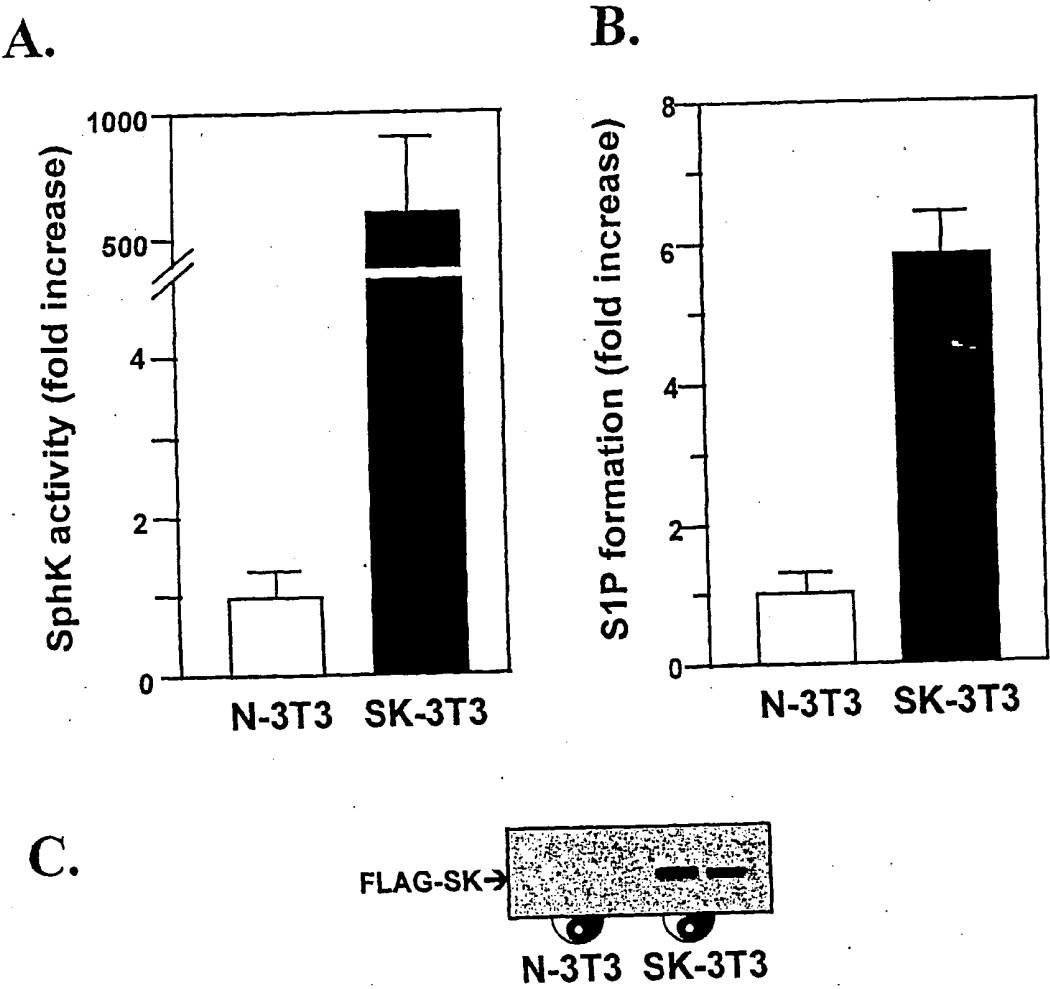 A.
SphK activity (fold increase)
1000
500
4
2
0
N-3T3 SK-3T3
B.
S1P formation (fold increase)
8
6
4
2
0
N-3T3 SK-3T3
C.
FLAG-SK→
N-3T3 SK-3T3